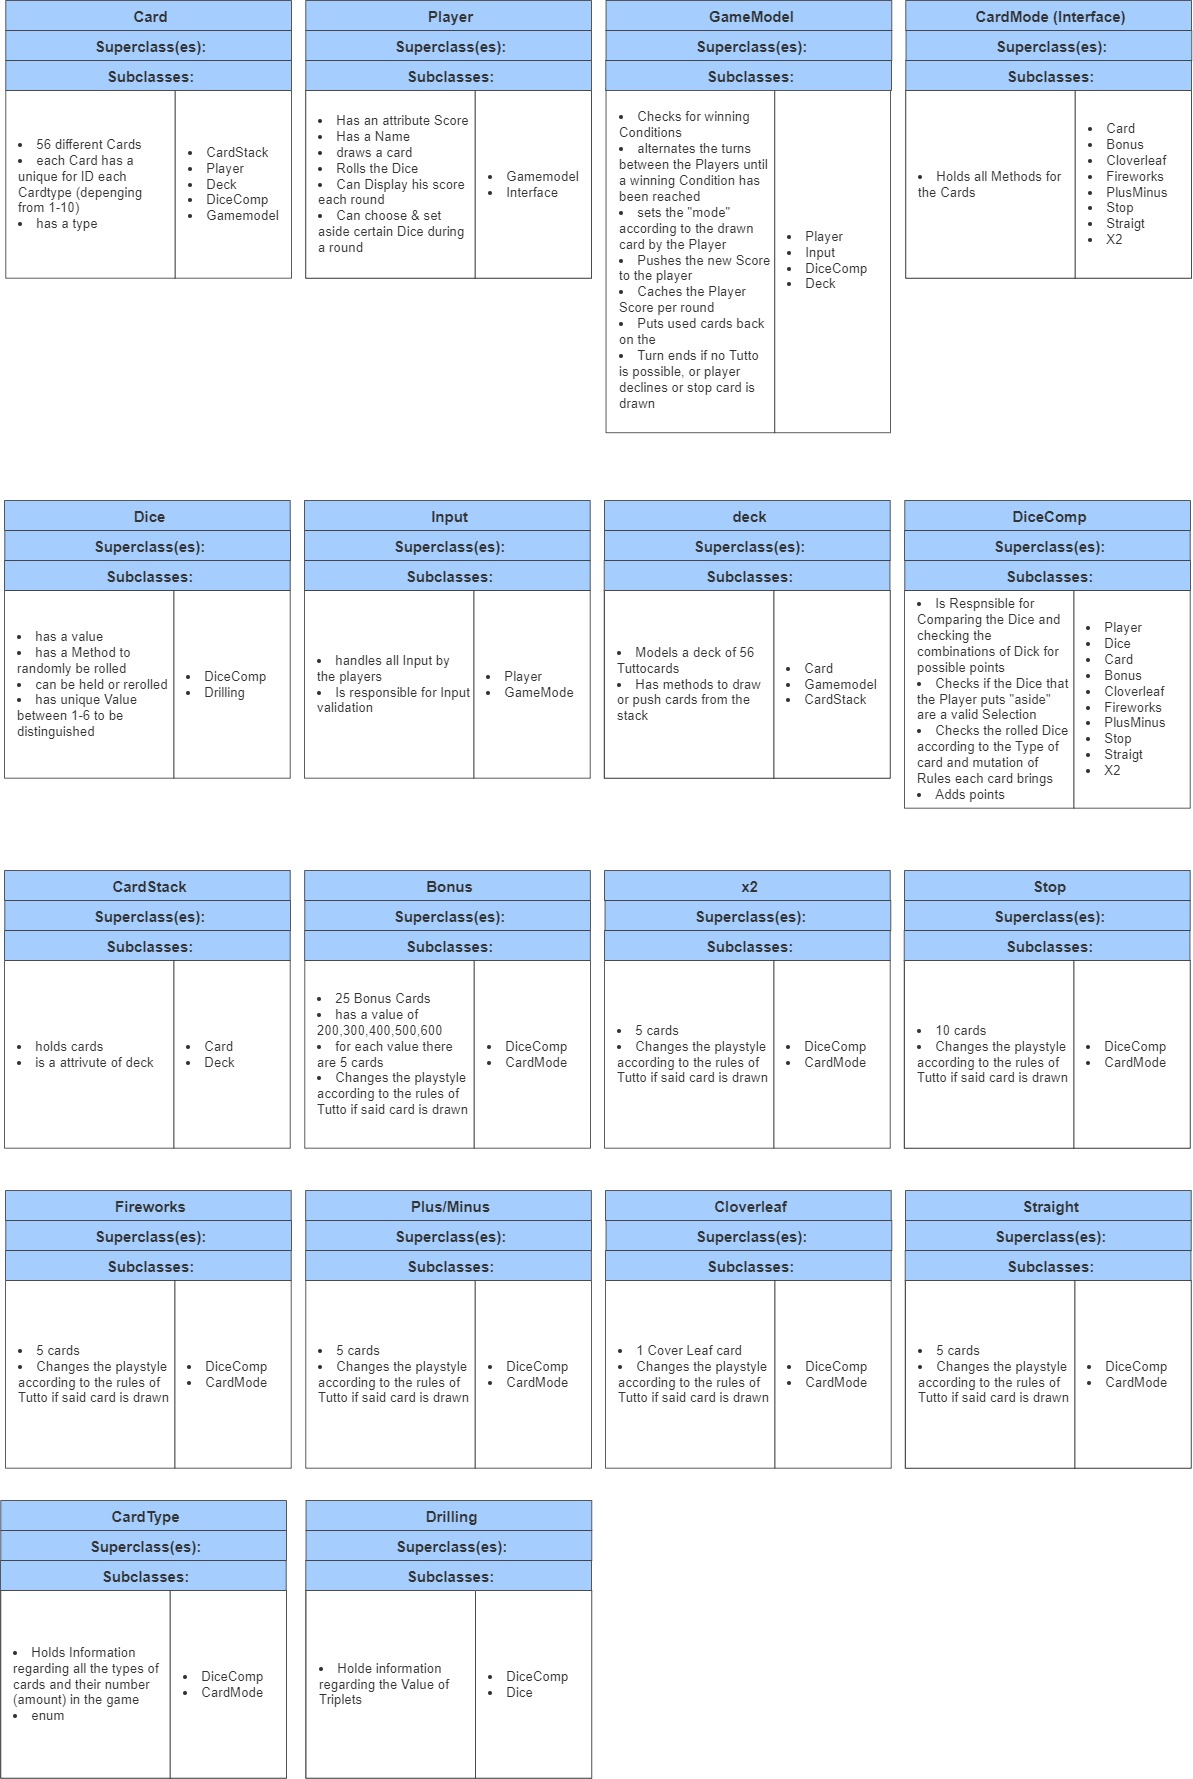 Card
Superclass(es):
Subclasses:
• 56 different Cards
• each Card has a
unique for ID each
Cardtype (depenging
from 1-10)
• has a type
• CardStack
• Player
• Deck
• DiceComp
• Gamemodel
Player
Superclass(es):
Subclasses:
• Has an attribute Score
• Has a Name
• draws a card
• Rolls the Dice
• Can Display his score
each round
• Can choose & set
aside certain Dice during
a round
• Gamemodel
• Interface
GameModel
Superclass(es):
Subclasses:
• Checks for winning
Conditions
• alternates the turns
between the Players until
a winning Condition has
been reached
• sets the "mode"
according to the drawn
card by the Player
• Pushes the new Score
to the player
• Caches the Player
Score per round
• Puts used cards back
on the
• Turn ends if no Tutto
is possible, or player
declines or stop card is
drawn
• Player
• Input
• DiceComp
• Deck
CardMode (Interface)
Superclass(es):
Subclasses:
• Holds all Methods for
the Cards
• Card
• Bonus
• Cloverleaf
• Fireworks
• PlusMinus
• Stop
• Straigt
• X2
Dice
Superclass(es):
Subclasses:
• has a value
• has a Method to
randomly be rolled
• can be held or rerolled
• has unique Value
between 1-6 to be
distinguished
• DiceComp
• Drilling
Input
Superclass(es):
Subclasses:
• handles all Input by
the players
• Is responsible for Input
validation
• Player
• GameMode
deck
Superclass(es):
Subclasses:
• Models a deck of 56
Tuttocards
• Has methods to draw
or push cards from the
stack
• Card
• Gamemodel
• CardStack
DiceComp
Superclass(es):
Subclasses:
• Is Respnsible for
Comparing the Dice and
checking the
combinations of Dick for
possible points
• Checks if the Dice that
the Player puts "aside"
are a valid Selection
• Checks the rolled Dice
according to the Type of
card and mutation of
Rules each card brings
• Adds points
• Player
• Dice
• Card
• Bonus
• Cloverleaf
• Fireworks
• PlusMinus
• Stop
• Straigt
• X2
CardStack
Superclass(es):
Subclasses:
• holds cards
• is a attrivute of deck
• Card
• Deck
Bonus
Superclass(es):
Subclasses:
• 25 Bonus Cards
• has a value of
200,300,400,500,600
• for each value there
are 5 cards
• Changes the playstyle
according to the rules of
Tutto if said card is drawn
• DiceComp
• CardMode
x2
Superclass(es):
Subclasses:
• 5 cards
• Changes the playstyle
according to the rules of
Tutto if said card is drawn
• DiceComp
• CardMode
Stop
Superclass(es):
Subclasses:
• 10 cards
• Changes the playstyle
according to the rules of
Tutto if said card is drawn
• DiceComp
• CardMode
Fireworks
Superclass(es):
Subclasses:
• 5 cards
• Changes the playstyle
according to the rules of
Tutto if said card is drawn
• DiceComp
• CardMode
Plus/Minus
Superclass(es):
Subclasses:
• 5 cards
• Changes the playstyle
according to the rules of
Tutto if said card is drawn
• DiceComp
• CardMode
Cloverleaf
Superclass(es):
Subclasses:
• 1 Cover Leaf card
• Changes the playstyle
according to the rules of
Tutto if said card is drawn
• DiceComp
• CardMode
Straight
Superclass(es):
Subclasses:
• 5 cards
• Changes the playstyle
according to the rules of
Tutto if said card is drawn
• DiceComp
• CardMode
CardType
Superclass(es):
Subclasses:
• Holds Information
regarding all the types of
cards and their number
(amount) in the game
• enum
• DiceComp
• CardMode
Drilling
Superclass(es):
Subclasses:
• Holde information
regarding the Value of
Triplets
• DiceComp
• Dice